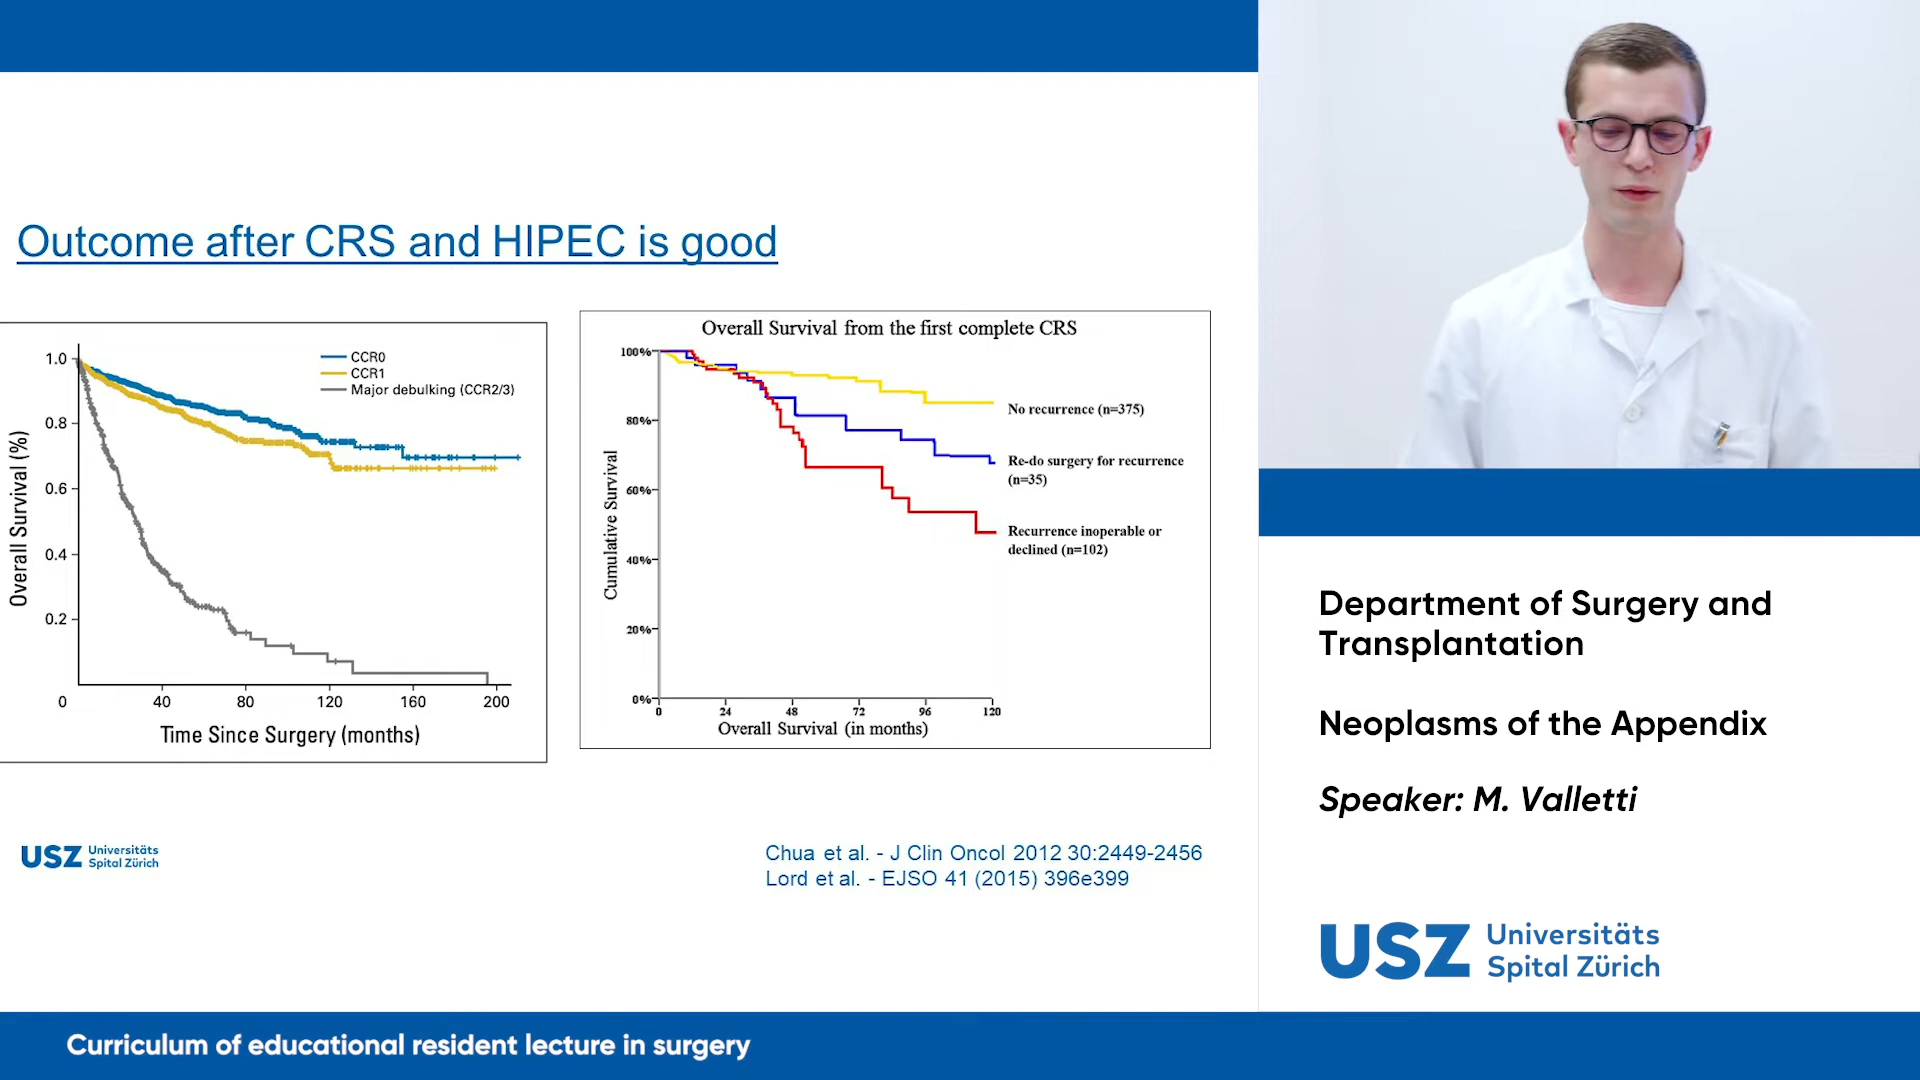 Outcome after CRS and HIPEC is good
Overall Survival (%)
1.0
0.8
0.6
0.4
0.2
0
40
80
120
160
200
Time Since Surgery (months)
CCR0
CCR1
Major debulking (CCR2/3)
Overall Survival from the first complete CRS
Cumulative Survival
100%
80%
60%
40%
20%
0%
0
24
48
72
96
120
Overall Survival (in months)
No recurrence (n=375)
Re-do surgery for recurrence
(n=35)
Recurrence inoperable or
declined (n=102)
USZ Universitäts
Spital Zürich
Chua et al. - J Clin Oncol 2012 30:2449-2456
Lord et al. - EJSO 41 (2015) 396e399
Department of Surgery and
Transplantation
Neoplasms of the Appendix
Speaker: M. Valletti
USZ Universitäts
Spital Zürich
Curriculum of educational resident lecture in surgery